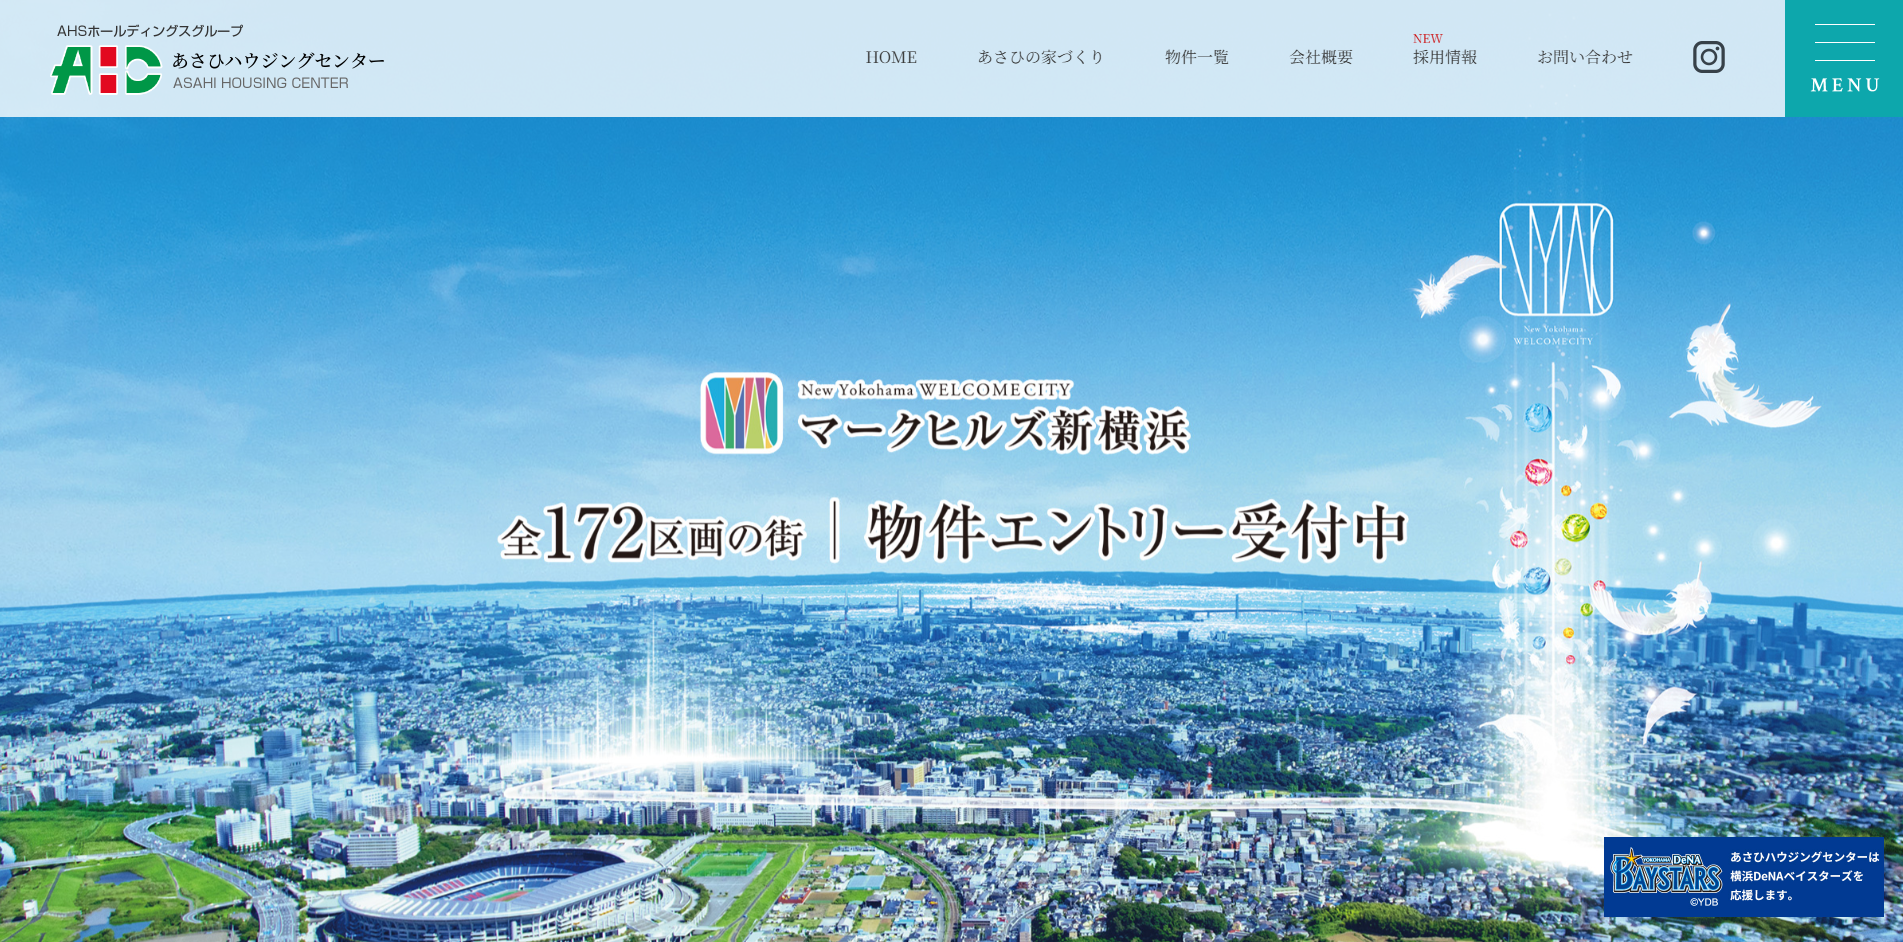 AHSホールディングスグループ
AHC
あさひハウジングセンター
ASAHI HOUSING CENTER
HOME
あさひの家づくり
物件一覧
会社概要
NEW
採用情報
お問い合わせ
MENU
New Yokohama
WELCOMECITY
New Yokohama WELCOMECITY
マークヒルズ新横浜
全172区画の街｜物件エントリー受付中
YOKOHAMA DeNA
BAYSTARS
©YDB
あさひハウジングセンターは
横浜DeNAベイスターズを
応援します。